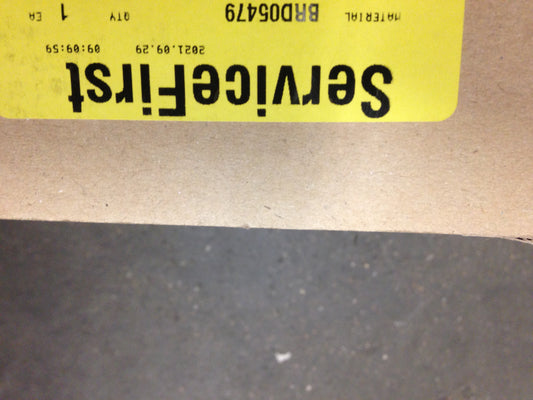 ServiceFirst
2021.09.29 09:09:59
MATERIAL BRD05479 QTY 1 EA